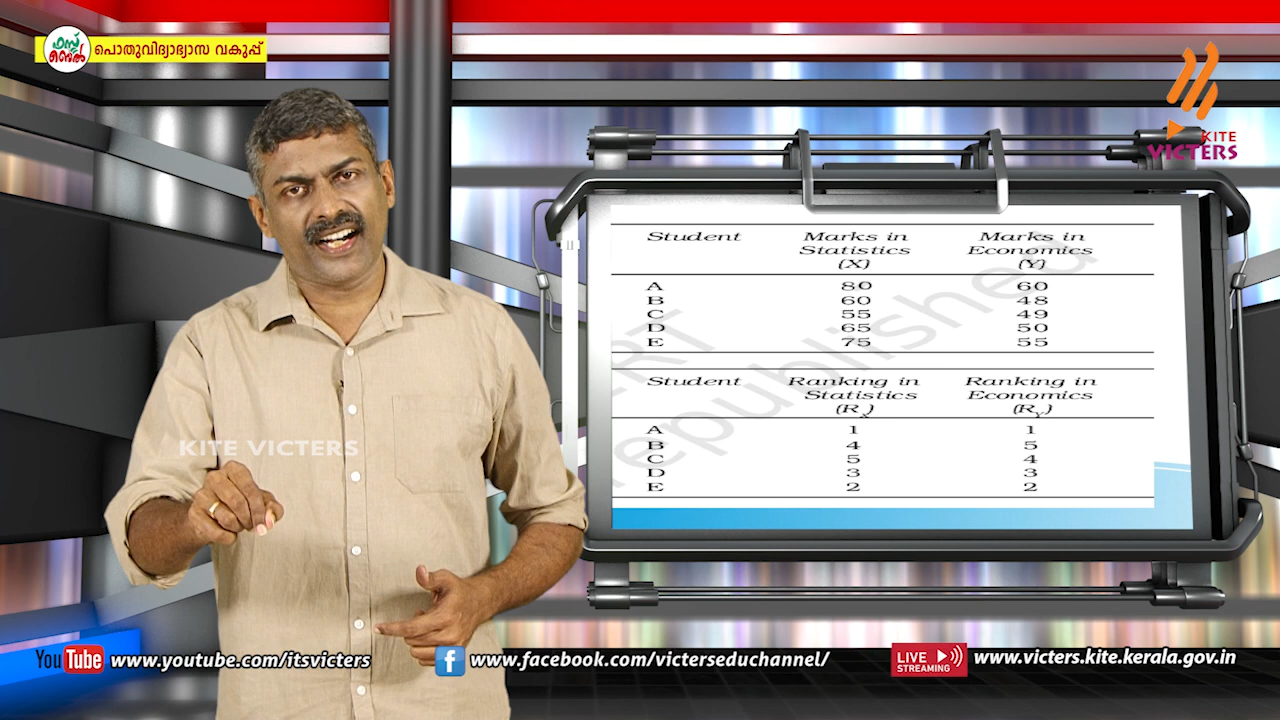 ഫസ്റ്റ്
ബെൽ
പൊതുവിദ്യാഭ്യാസ വകുപ്പ്
KITE
VICTERS
Student Marks in Statistics (X) Marks in Economics (Y)
A 80 60
B 60 48
C 55 49
D 65 50
E 75 55
Student Ranking in Statistics (Rx) Ranking in Economics (Ry)
A 1 1
B 4 5
C 5 4
D 3 3
E 2 2
republished
KITE VICTERS
YouTube www.youtube.com/itsvicters
f www.facebook.com/victerseduchannel/
LIVE STREAMING www.victers.kite.kerala.gov.in